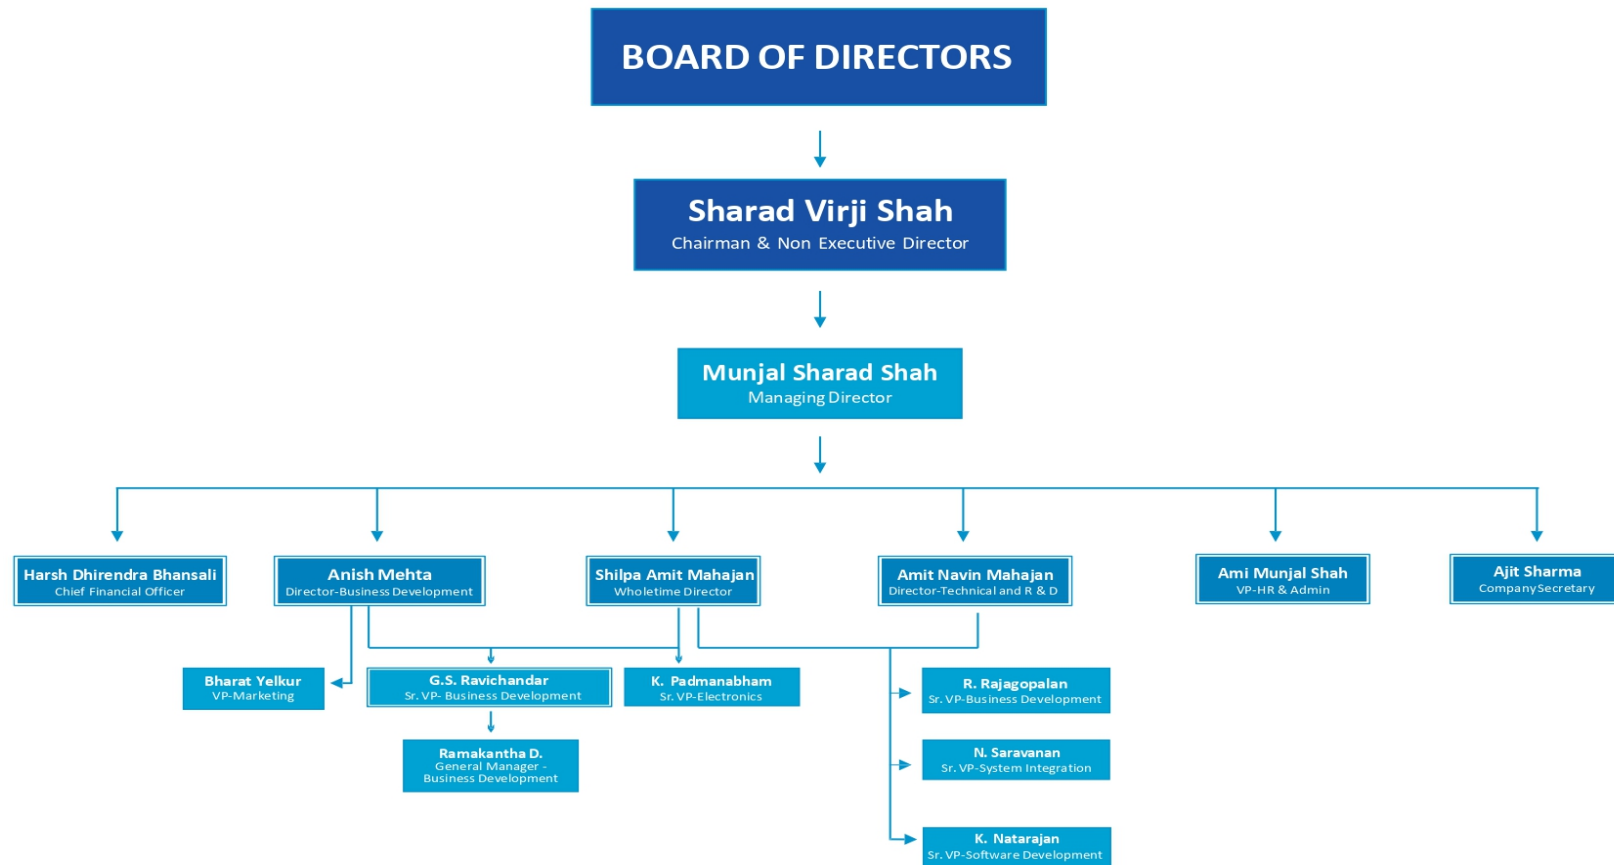 BOARD OF DIRECTORS
Sharad Virji Shah
Chairman & Non Executive Director
Munjal Sharad Shah
Managing Director
Harsh Dhirendra Bhansali
Chief Financial Officer
Anish Mehta
Director-Business Development
Shilpa Amit Mahajan
Wholetime Director
Amit Navin Mahajan
Director-Technical and R & D
Ami Munjal Shah
VP-HR & Admin
Ajit Sharma
CompanySecretary
Bharat Yelkur
VP-Marketing
G.S. Ravichandar
Sr. VP- Business Development
K. Padmanabham
Sr. VP-Electronics
R. Rajagopalan
Sr. VP-Business Development
Ramakantha D.
General Manager -
Business Development
N. Saravanan
Sr. VP-System Integration
K. Natarajan
Sr. VP-Software Development